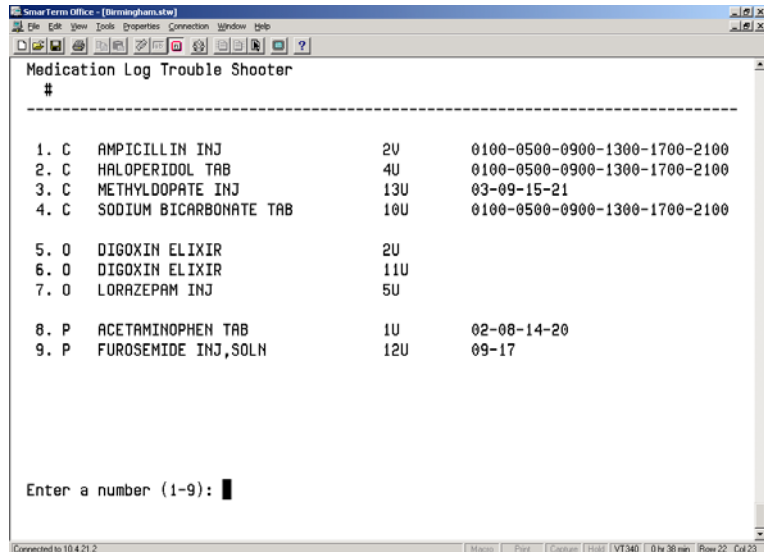 SmarTerm Office - [Birmingham.stw]
File Edit View Tools Properties Connection Window Help
Medication Log Trouble Shooter
#
--------------------------------------------------------------------------------
1. C AMPICILLIN INJ 2V 0100-0500-0900-1300-1700-2100
2. C HALOPERIDOL TAB 4U 0100-0500-0900-1300-1700-2100
3. C METHYLDOPATE INJ 13U 03-09-15-21
4. C SODIUM BICARBONATE TAB 10U 0100-0500-0900-1300-1700-2100
5. O DIGOXIN ELIXIR 2U
6. O DIGOXIN ELIXIR 11U
7. O LORAZEPAM INJ 5U
8. P ACETAMINOPHEN TAB 1U 02-08-14-20
9. P FUROSEMIDE INJ,SOLN 12U 09-17
Enter a number (1-9):
Connected to 10.4.21.2 Macro Print Capture Hold VT340 0 hr 38 min Row 22 Col 23